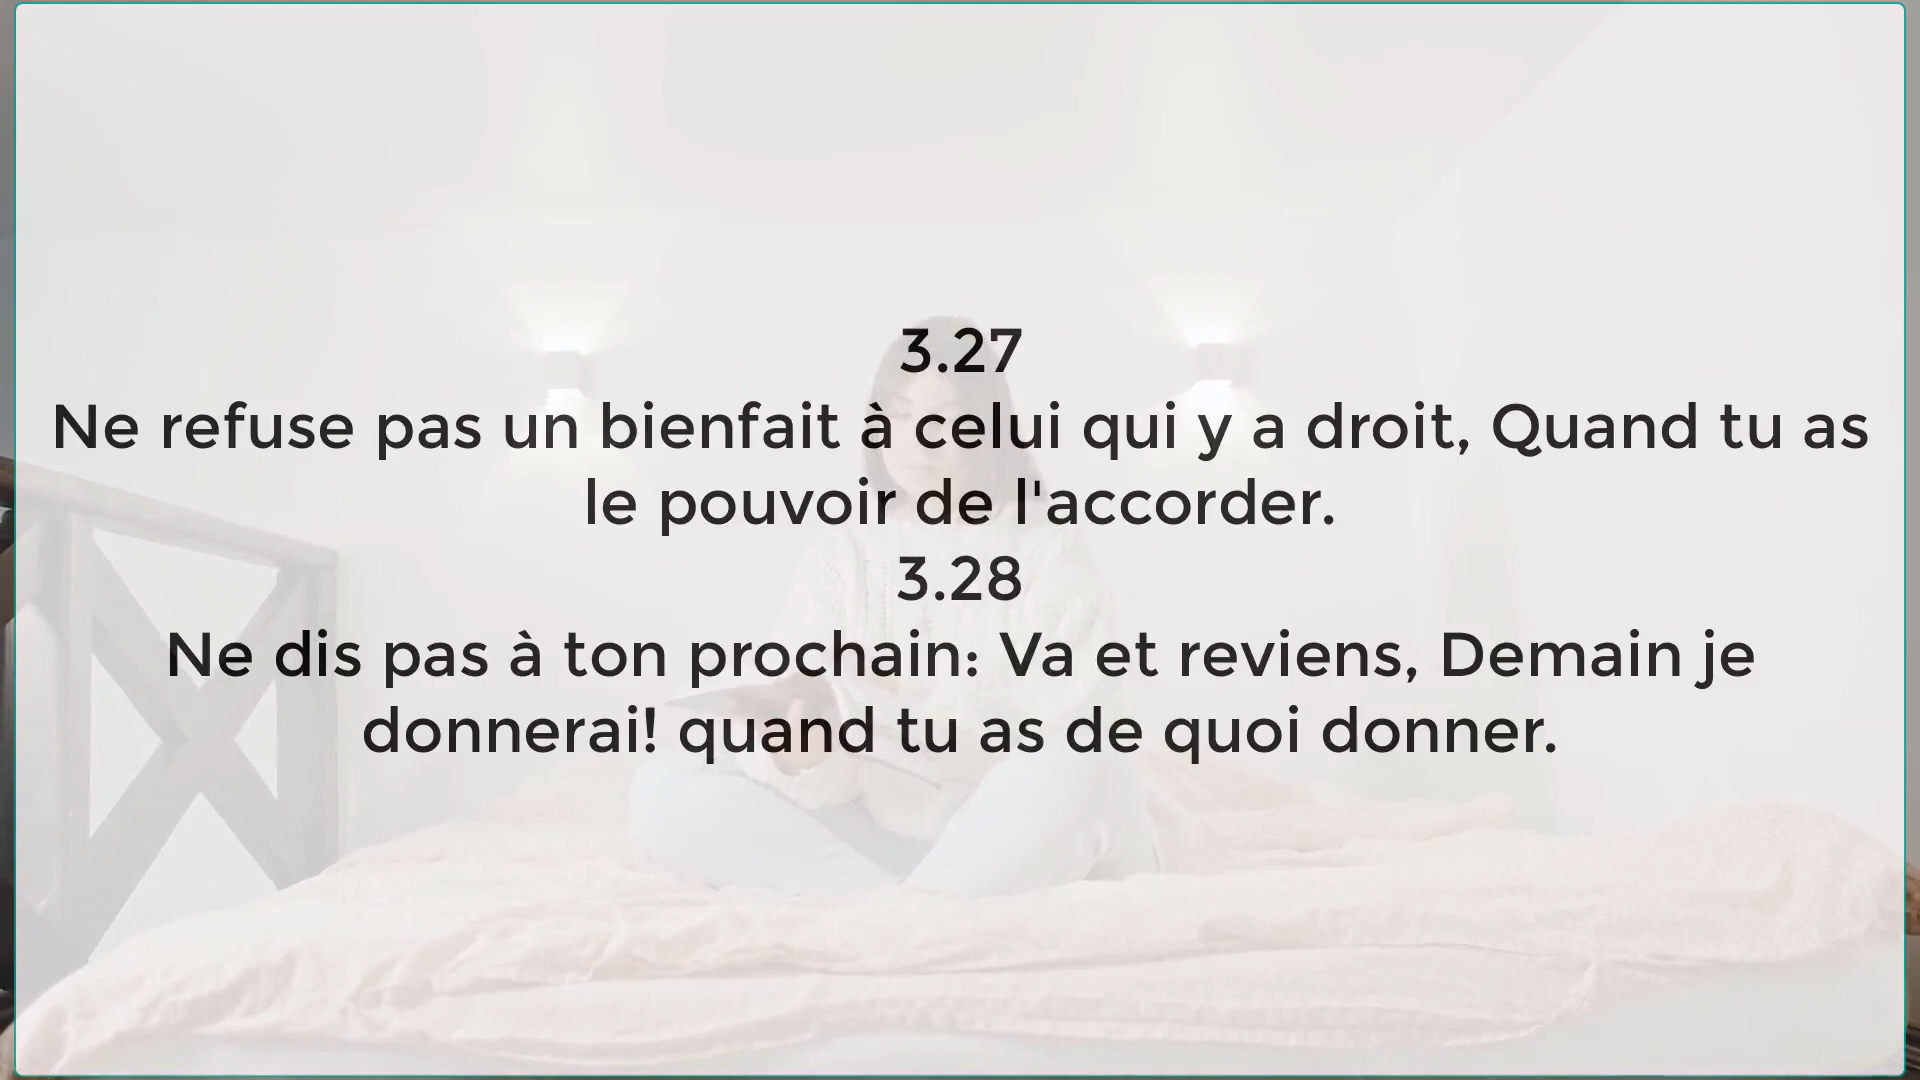 3.27
Ne refuse pas un bienfait à celui qui y a droit, Quand tu as
le pouvoir de l'accorder.
3.28
Ne dis pas à ton prochain: Va et reviens, Demain je
donnerai! quand tu as de quoi donner.